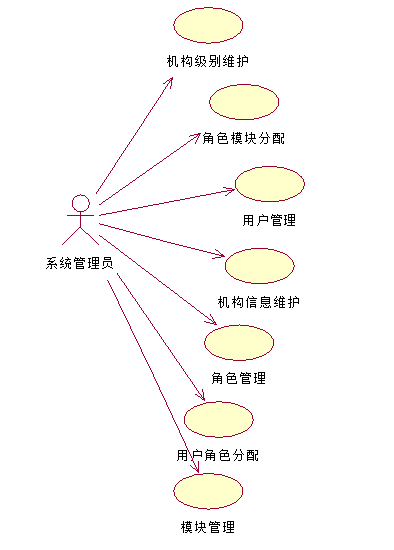 机构级别维护
角色模块分配
用户管理
系统管理员
机构信息维护
角色管理
用户角色分配
模块管理